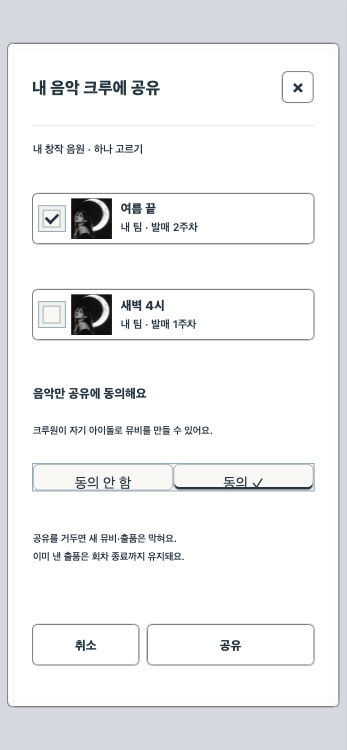 내 음악 크루에 공유
×
내 창작 음원 · 하나 고르기
여름 끝
내 팀 · 발매 2주차
새벽 4시
내 팀 · 발매 1주차
음악만 공유에 동의해요
크루원이 자기 아이돌로 뮤비를 만들 수 있어요.
동의 안 함
동의 ✓
공유를 거두면 새 뮤비·출품은 막혀요.
이미 낸 출품은 회차 종료까지 유지돼요.
취소
공유